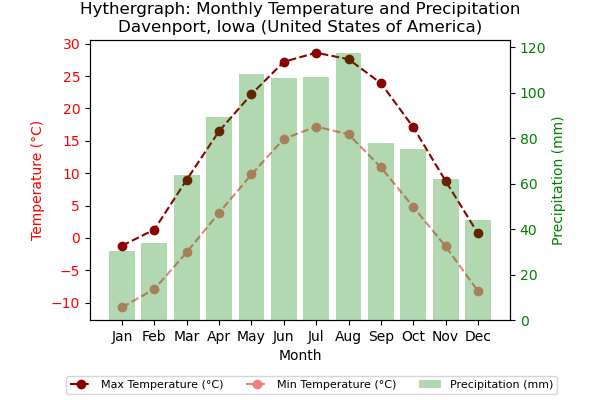 Hythergraph: Monthly Temperature and Precipitation
Davenport, Iowa (United States of America)
30
25
20
15
10
5
0
−5
−10
Temperature (°C)
120
100
80
60
40
20
0
Precipitation (mm)
Jan Feb Mar Apr May Jun Jul Aug Sep Oct Nov Dec
Month
Max Temperature (°C) Min Temperature (°C) Precipitation (mm)